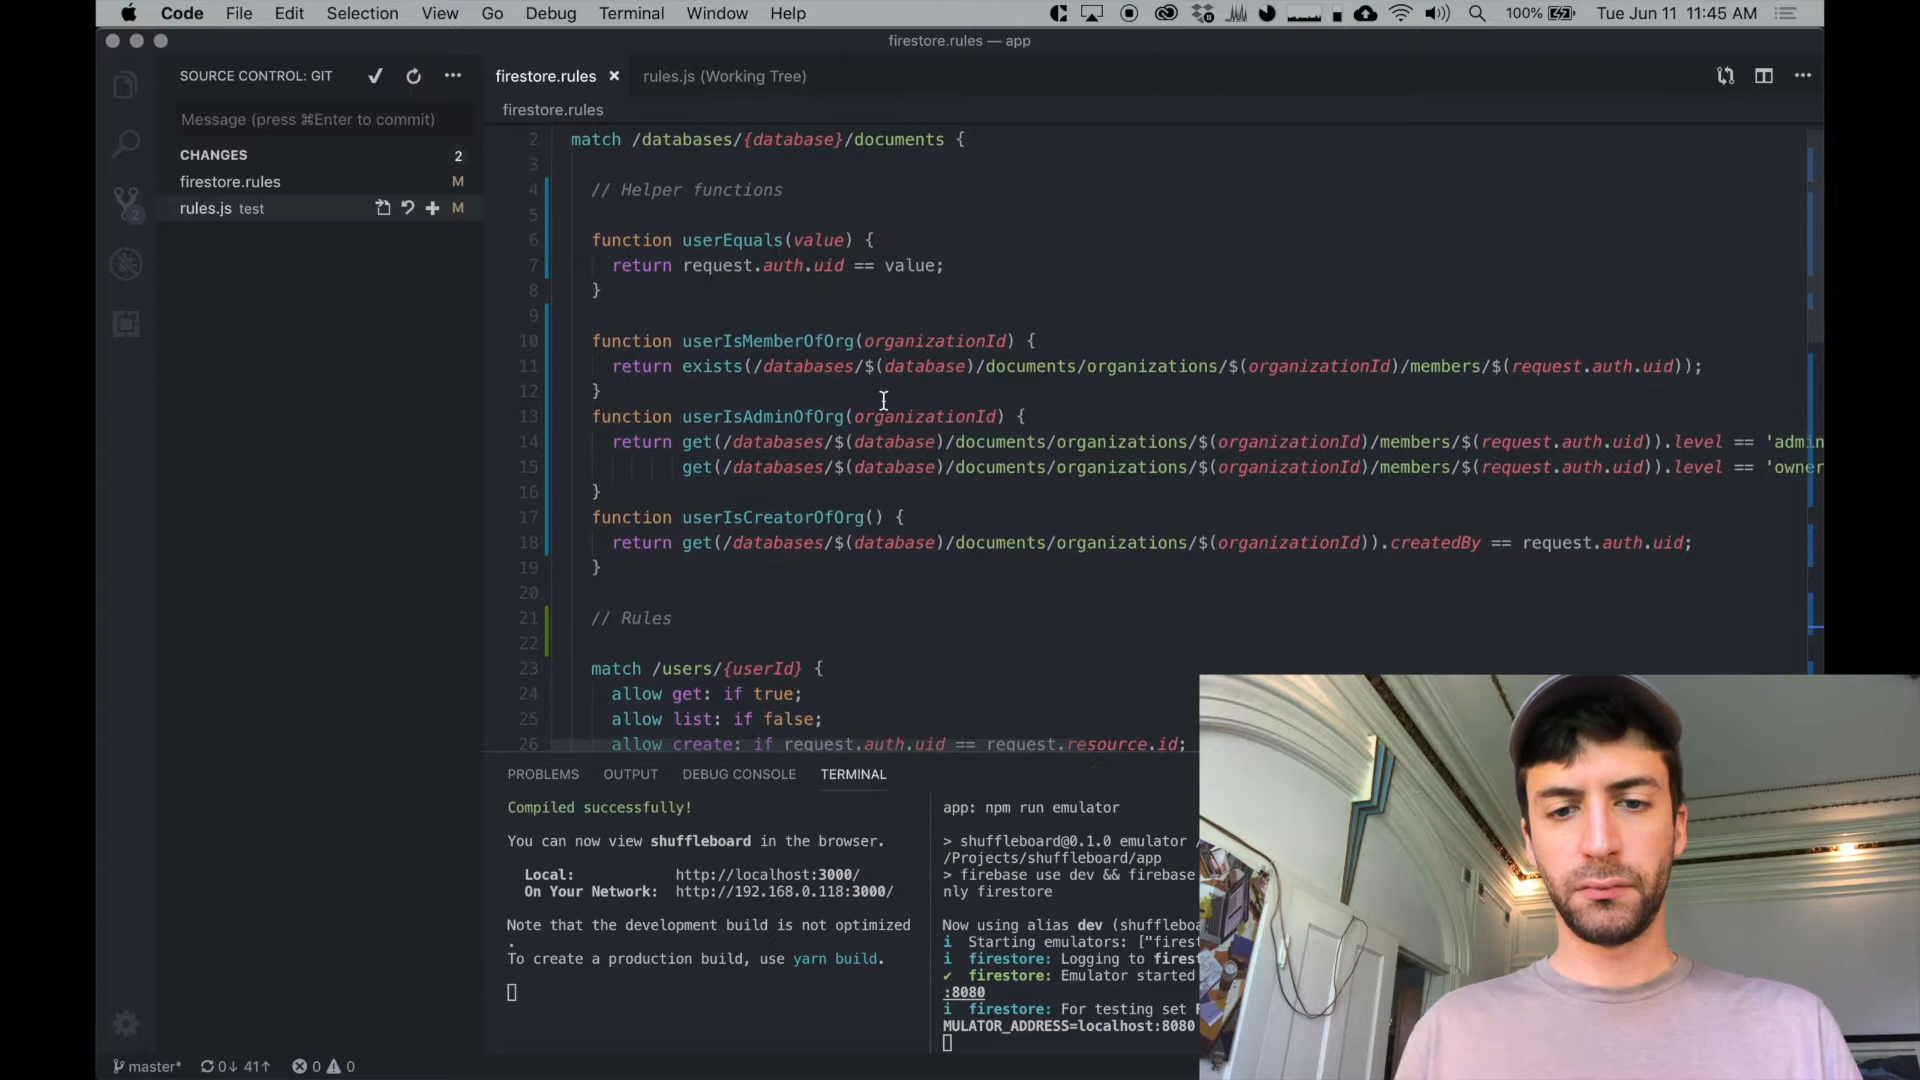 Code File Edit Selection View Go Debug Terminal Window Help 100% Tue Jun 11 11:45 AM
firestore.rules — app
SOURCE CONTROL: GIT
firestore.rules
rules.js (Working Tree)
Message (press ⌘Enter to commit)
CHANGES 2
firestore.rules M
rules.js test M
2
firestore.rules
2 match /databases/{database}/documents {
3
4 // Helper functions
5
6 function userEquals(value) {
7 return request.auth.uid == value;
8 }
9
10 function userIsMemberOfOrg(organizationId) {
11 return exists(/databases/$(database)/documents/organizations/$(organizationId)/members/$(request.auth.uid));
12 }
13 function userIsAdminOfOrg(organizationId) {
14 return get(/databases/$(database)/documents/organizations/$(organizationId)/members/$(request.auth.uid)).level == 'admin
15 get(/databases/$(database)/documents/organizations/$(organizationId)/members/$(request.auth.uid)).level == 'owner
16 }
17 function userIsCreatorOfOrg() {
18 return get(/databases/$(database)/documents/organizations/$(organizationId)).createdBy == request.auth.uid;
19 }
20
21 // Rules
22
23 match /users/{userId} {
24 allow get: if true;
25 allow list: if false;
26 allow create: if request.auth.uid == request.resource.id;
PROBLEMS OUTPUT DEBUG CONSOLE TERMINAL
Compiled successfully!
You can now view shuffleboard in the browser.
Local: http://localhost:3000/
On Your Network: http://192.168.0.118:3000/
Note that the development build is not optimized
.
To create a production build, use yarn build.
app: npm run emulator
> shuffleboard@0.1.0 emulator
/Projects/shuffleboard/app
> firebase use dev && firebase
nly firestore
Now using alias dev (shufflebo
i Starting emulators: ["firest
i firestore: Logging to firest
✔ firestore: Emulator started
:8080
i firestore: For testing set
MULATOR_ADDRESS=localhost:8080
master* 0↓ 41↑ 0 0